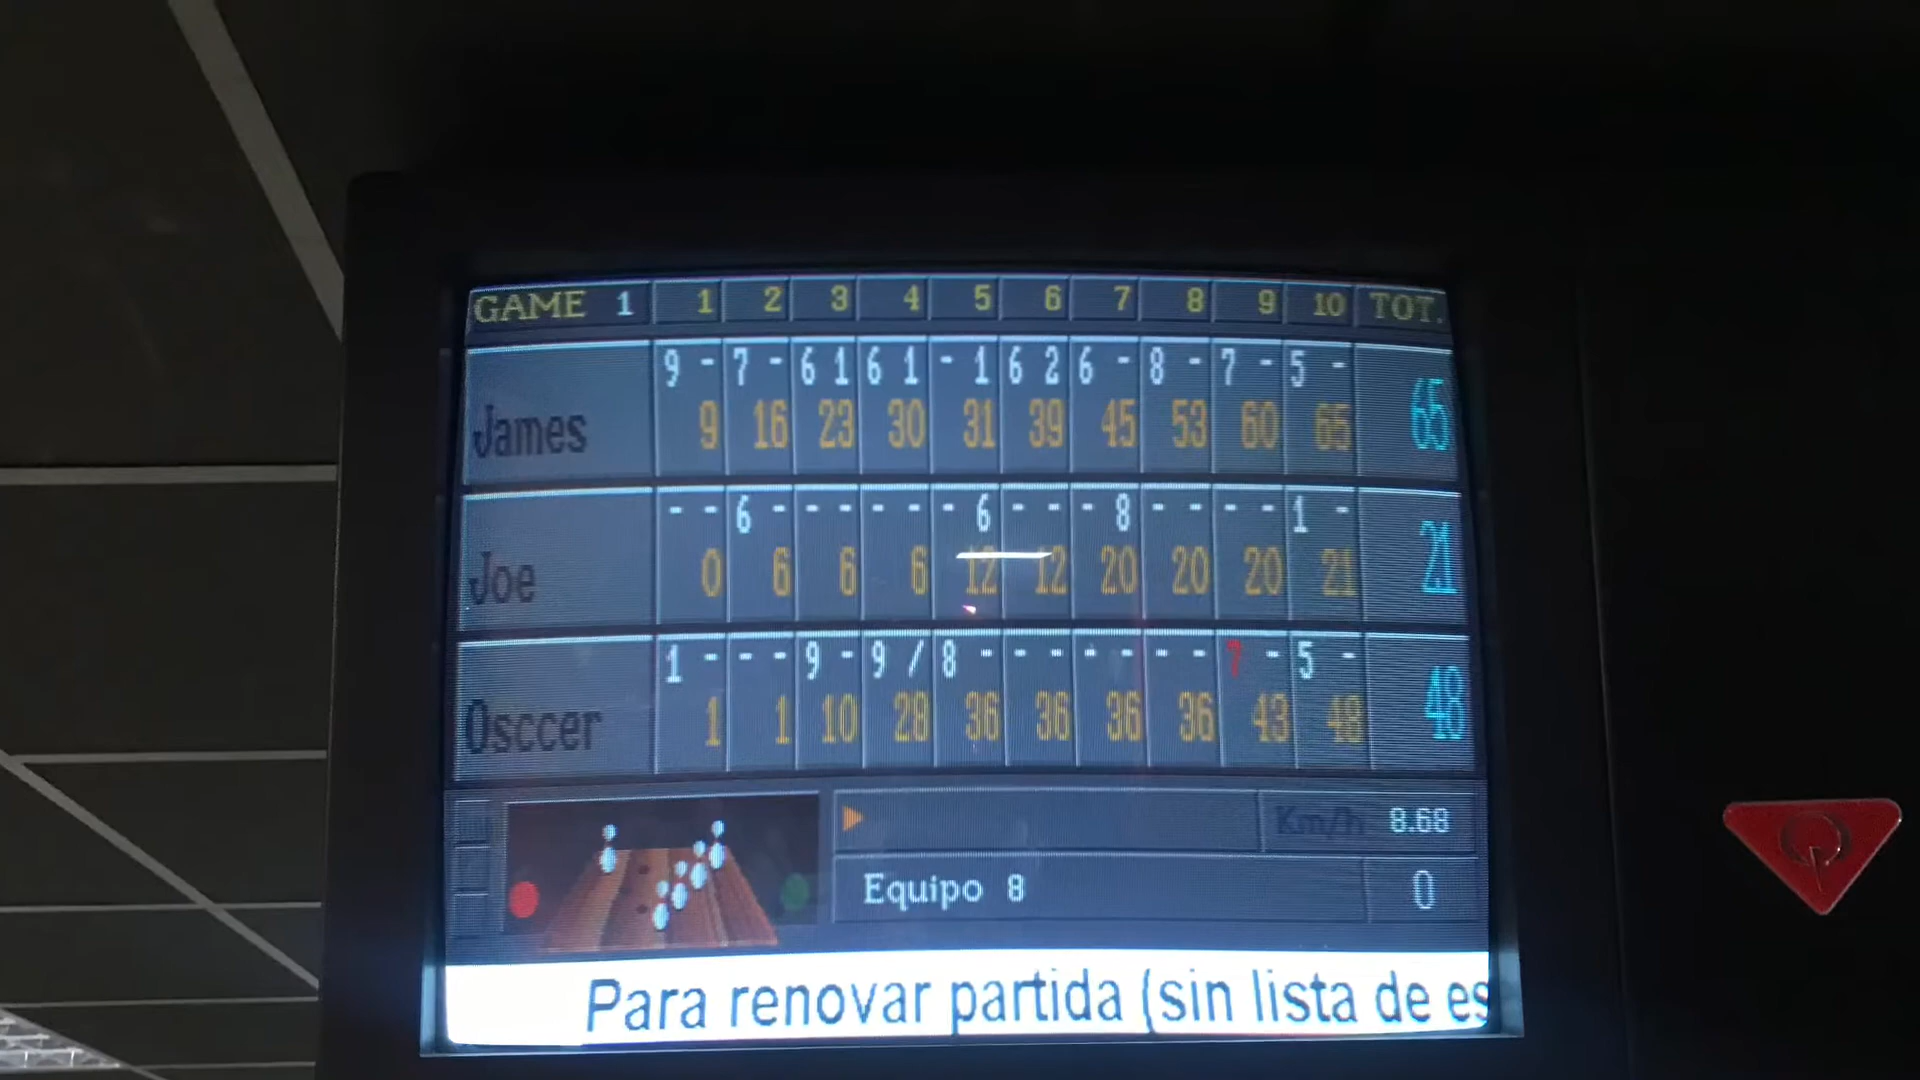 GAME 1 1 2 3 4 5 6 7 8 9 10 TOT.
9 - 7 - 6 1 6 1 - 1 6 2 6 - 8 - 7 - 5 -
James 9 16 23 30 31 39 45 53 60 65 65
- - 6 - - - - - - 6 - - - 8 - - - - 1 -
Joe 0 6 6 6 12 12 20 20 20 21 21
1 - - - 9 - 9 / 8 - - - - - - - 7 - 5 -
Osccer 1 1 10 28 36 36 36 36 43 48 48
Km/h 8.68
Equipo 8 0
Para renovar partida (sin lista de es